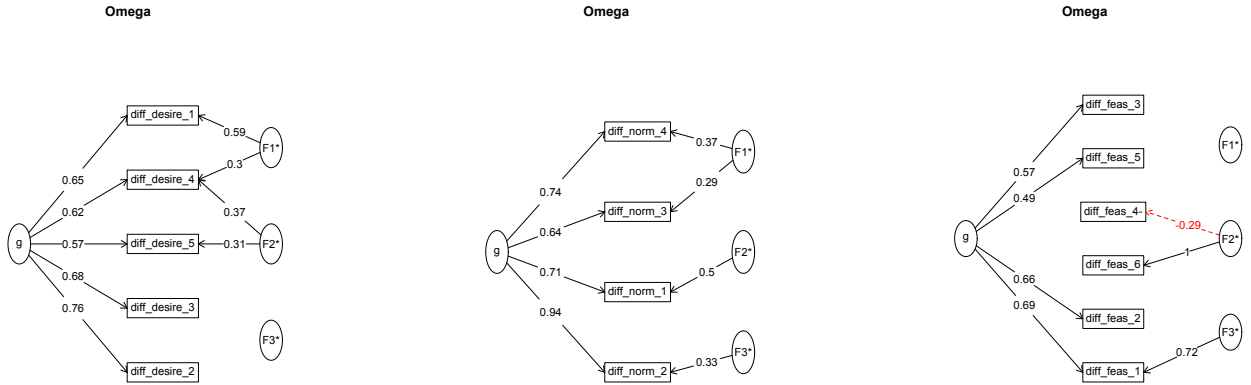 Omega
diff_desire_1
diff_desire_4
diff_desire_5
diff_desire_3
diff_desire_2
g
F1*
F2*
F3*
0.65
0.62
0.57
0.68
0.76
0.59
0.3
0.37
0.31
Omega
diff_norm_4
diff_norm_3
diff_norm_1
diff_norm_2
g
F1*
F2*
F3*
0.74
0.64
0.71
0.94
0.37
0.29
0.5
0.33
Omega
diff_feas_3
diff_feas_5
diff_feas_4-
diff_feas_6
diff_feas_2
diff_feas_1
g
F1*
F2*
F3*
0.57
0.49
0.66
0.69
-0.29
1
0.72